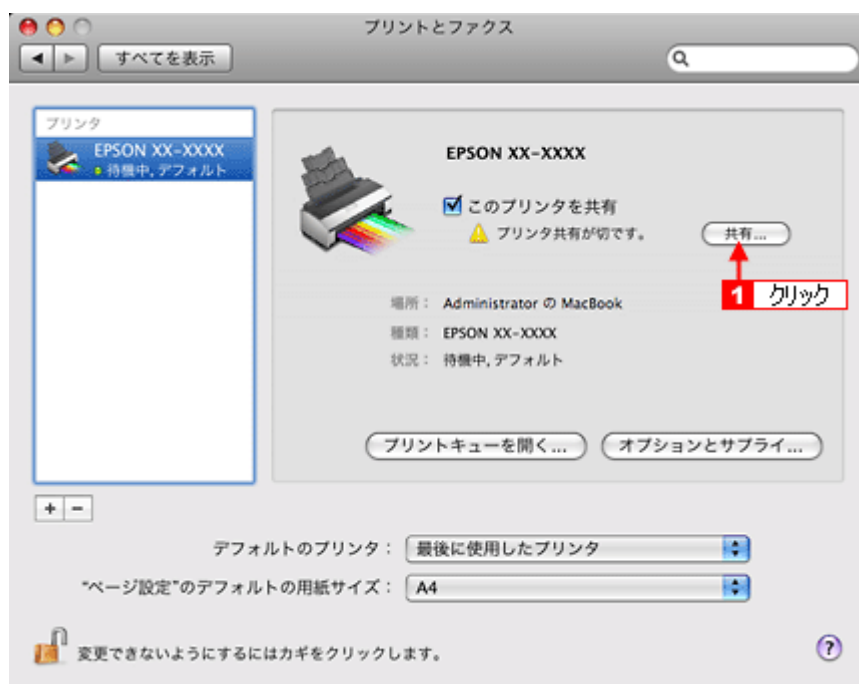 プリントとファクス
すべてを表示
プリンタ
EPSON XX-XXXX
待機中, デフォルト
EPSON XX-XXXX
このプリンタを共有
プリンタ共有が切です。
共有...
1 クリック
場所： Administrator の MacBook
種類： EPSON XX-XXXX
状況： 待機中, デフォルト
プリントキューを開く...
オプションとサプライ...
+ -
デフォルトのプリンタ： 最後に使用したプリンタ
“ページ設定”のデフォルトの用紙サイズ： A4
変更できないようにするにはカギをクリックします。
?